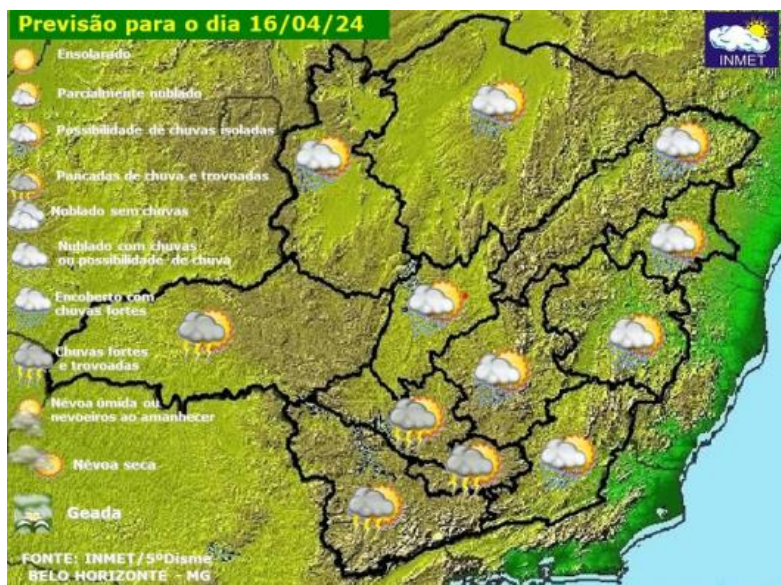 Previsão para o dia 16/04/24
INMET
Ensolarado
Parcialmente nublado
Possibilidade de chuvas isoladas
Pancadas de chuva e trovoadas
Noblado sem chuvas
Nublado com chuvas
ou possibilidade de chuva
Encoberto com
chuvas fortes
Chuvas fortes
e trovoadas
Névoa úmida ou
nevoeiros ao amanhecer
Névoa seca
Geada
FONTE: INMET/5ºDisme
BELO HORIZONTE - MG